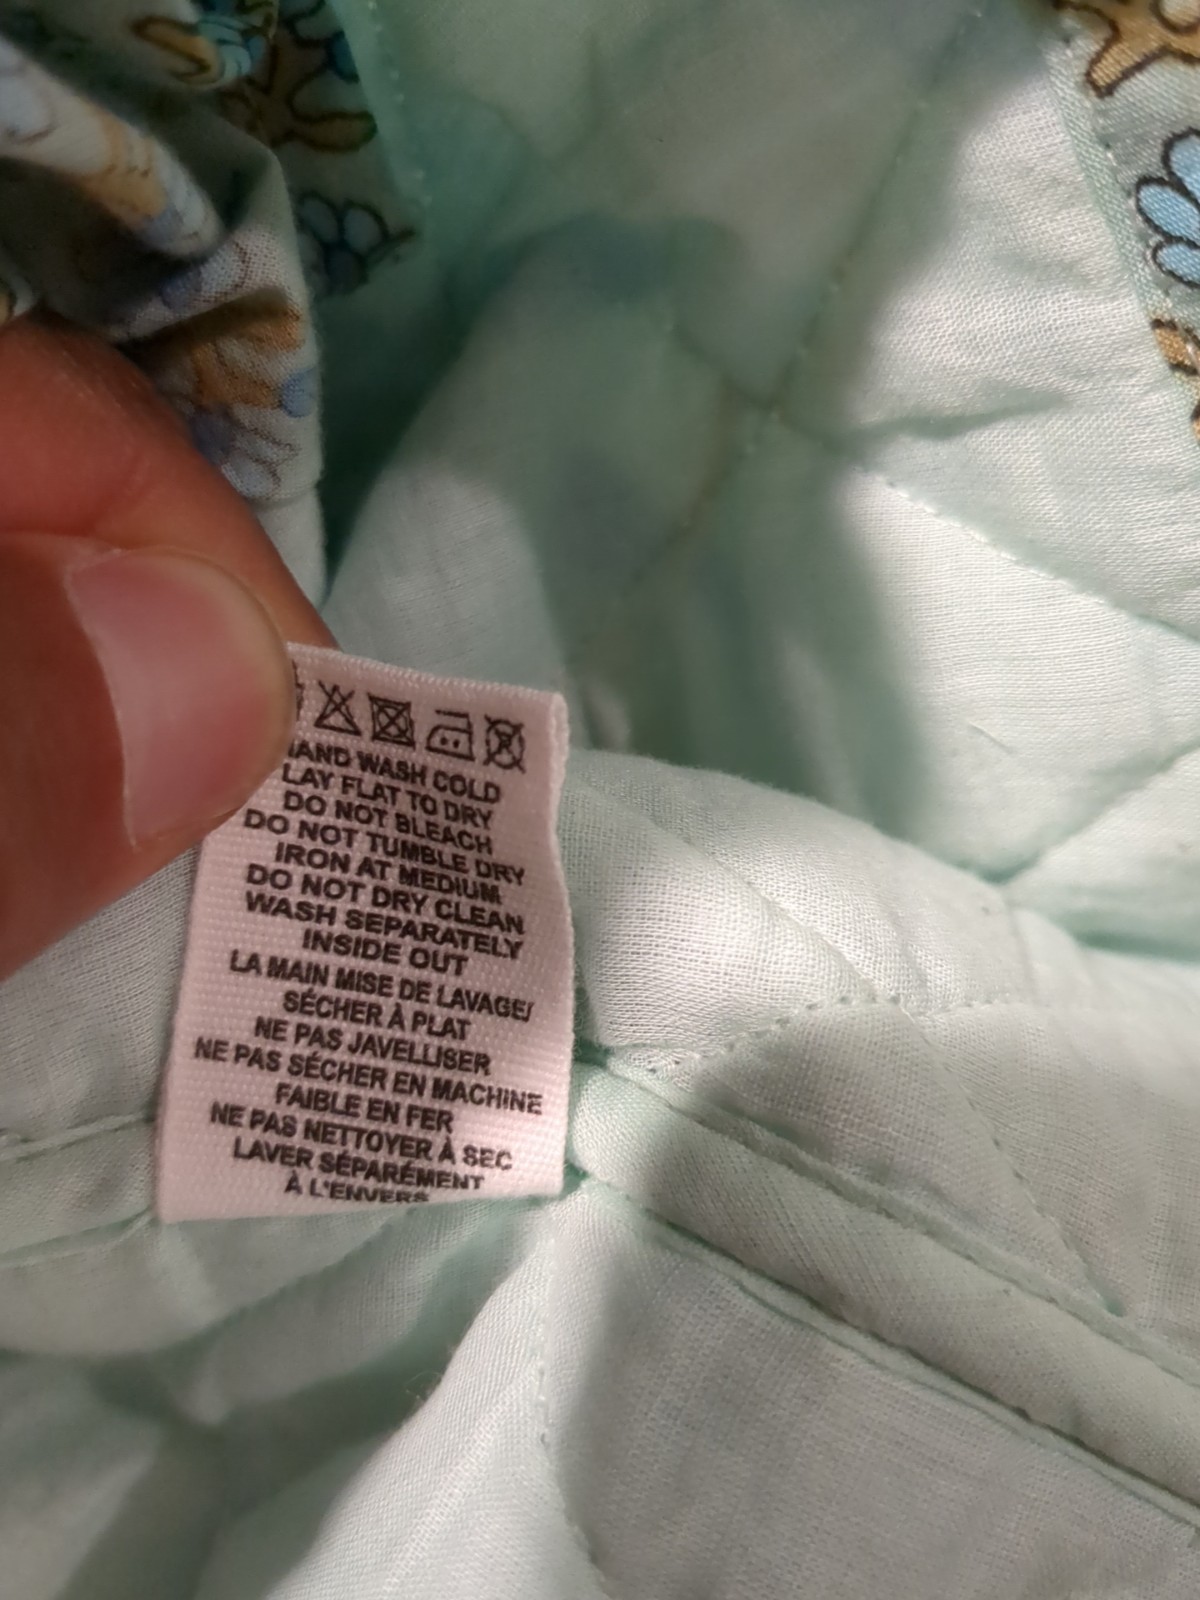 HAND WASH COLD
LAY FLAT TO DRY
DO NOT BLEACH
DO NOT TUMBLE DRY
IRON AT MEDIUM
DO NOT DRY CLEAN
WASH SEPARATELY
INSIDE OUT
LA MAIN MISE DE LAVAGE/
SÉCHER À PLAT
NE PAS JAVELLISER
NE PAS SÉCHER EN MACHINE
FAIBLE EN FER
NE PAS NETTOYER À SEC
LAVER SÉPARÉMENT
À L'ENVERS